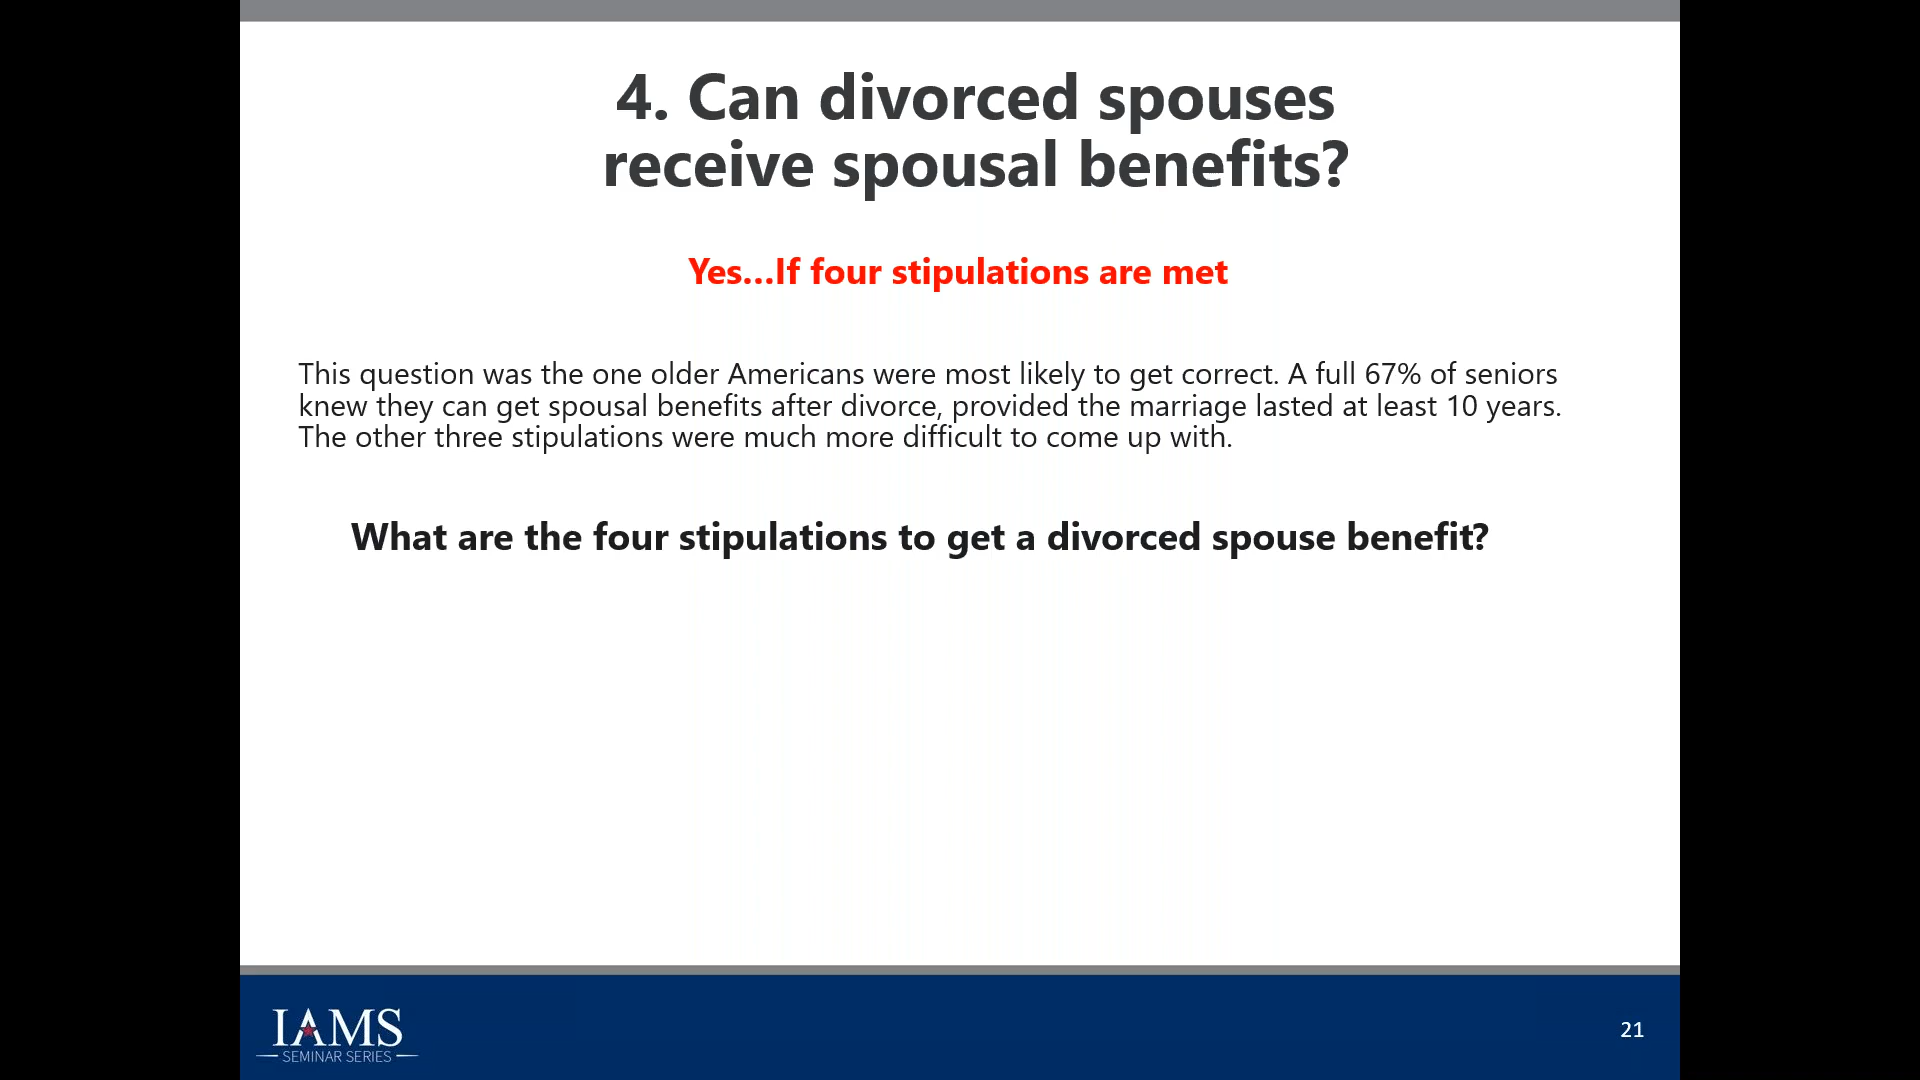 4. Can divorced spouses
receive spousal benefits?
Yes...If four stipulations are met
This question was the one older Americans were most likely to get correct. A full 67% of seniors
knew they can get spousal benefits after divorce, provided the marriage lasted at least 10 years.
The other three stipulations were much more difficult to come up with.
What are the four stipulations to get a divorced spouse benefit?
IAMS
SEMINAR SERIES
21